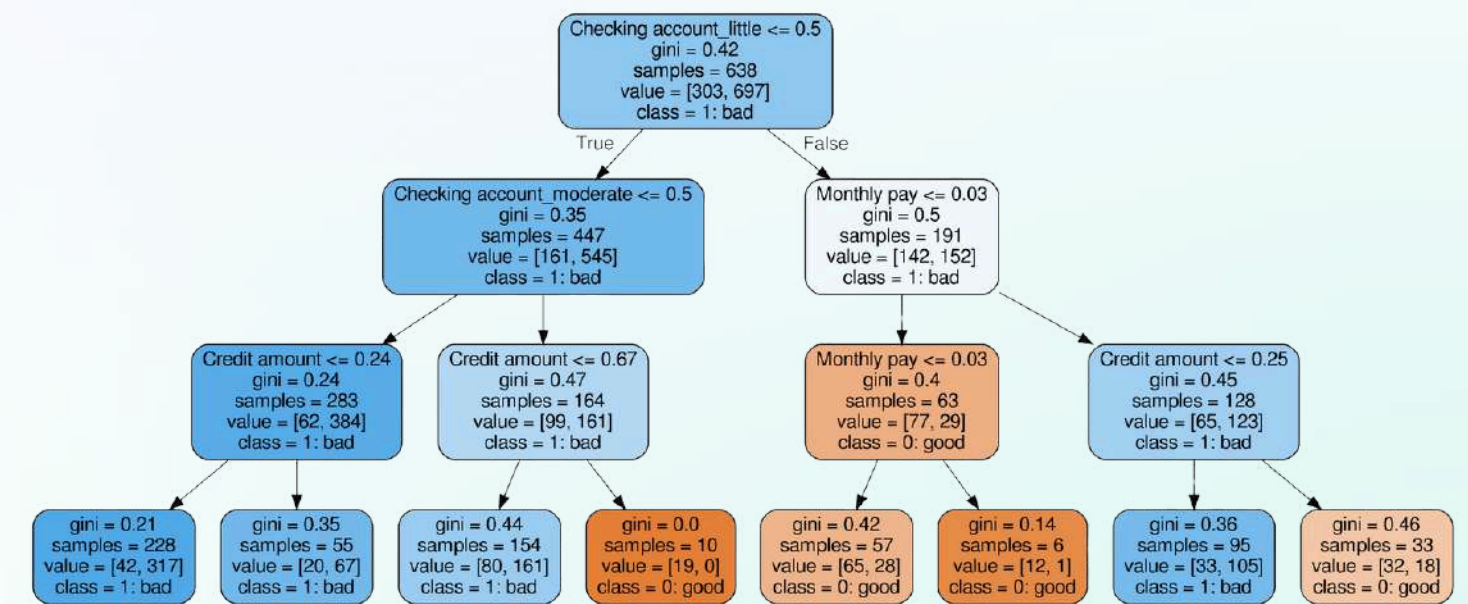 Checking account_little <= 0.5
gini = 0.42
samples = 638
value = [303, 697]
class = 1: bad
True
False
Checking account_moderate <= 0.5
gini = 0.35
samples = 447
value = [161, 545]
class = 1: bad
Monthly pay <= 0.03
gini = 0.5
samples = 191
value = [142, 152]
class = 1: bad
Credit amount <= 0.24
gini = 0.24
samples = 283
value = [62, 384]
class = 1: bad
Credit amount <= 0.67
gini = 0.47
samples = 164
value = [99, 161]
class = 1: bad
Monthly pay <= 0.03
gini = 0.4
samples = 63
value = [77, 29]
class = 0: good
Credit amount <= 0.25
gini = 0.45
samples = 128
value = [65, 123]
class = 1: bad
gini = 0.21
samples = 228
value = [42, 317]
class = 1: bad
gini = 0.35
samples = 55
value = [20, 67]
class = 1: bad
gini = 0.44
samples = 154
value = [80, 161]
class = 1: bad
gini = 0.0
samples = 10
value = [19, 0]
class = 0: good
gini = 0.42
samples = 57
value = [65, 28]
class = 0: good
gini = 0.14
samples = 6
value = [12, 1]
class = 0: good
gini = 0.36
samples = 95
value = [33, 105]
class = 1: bad
gini = 0.46
samples = 33
value = [32, 18]
class = 0: good